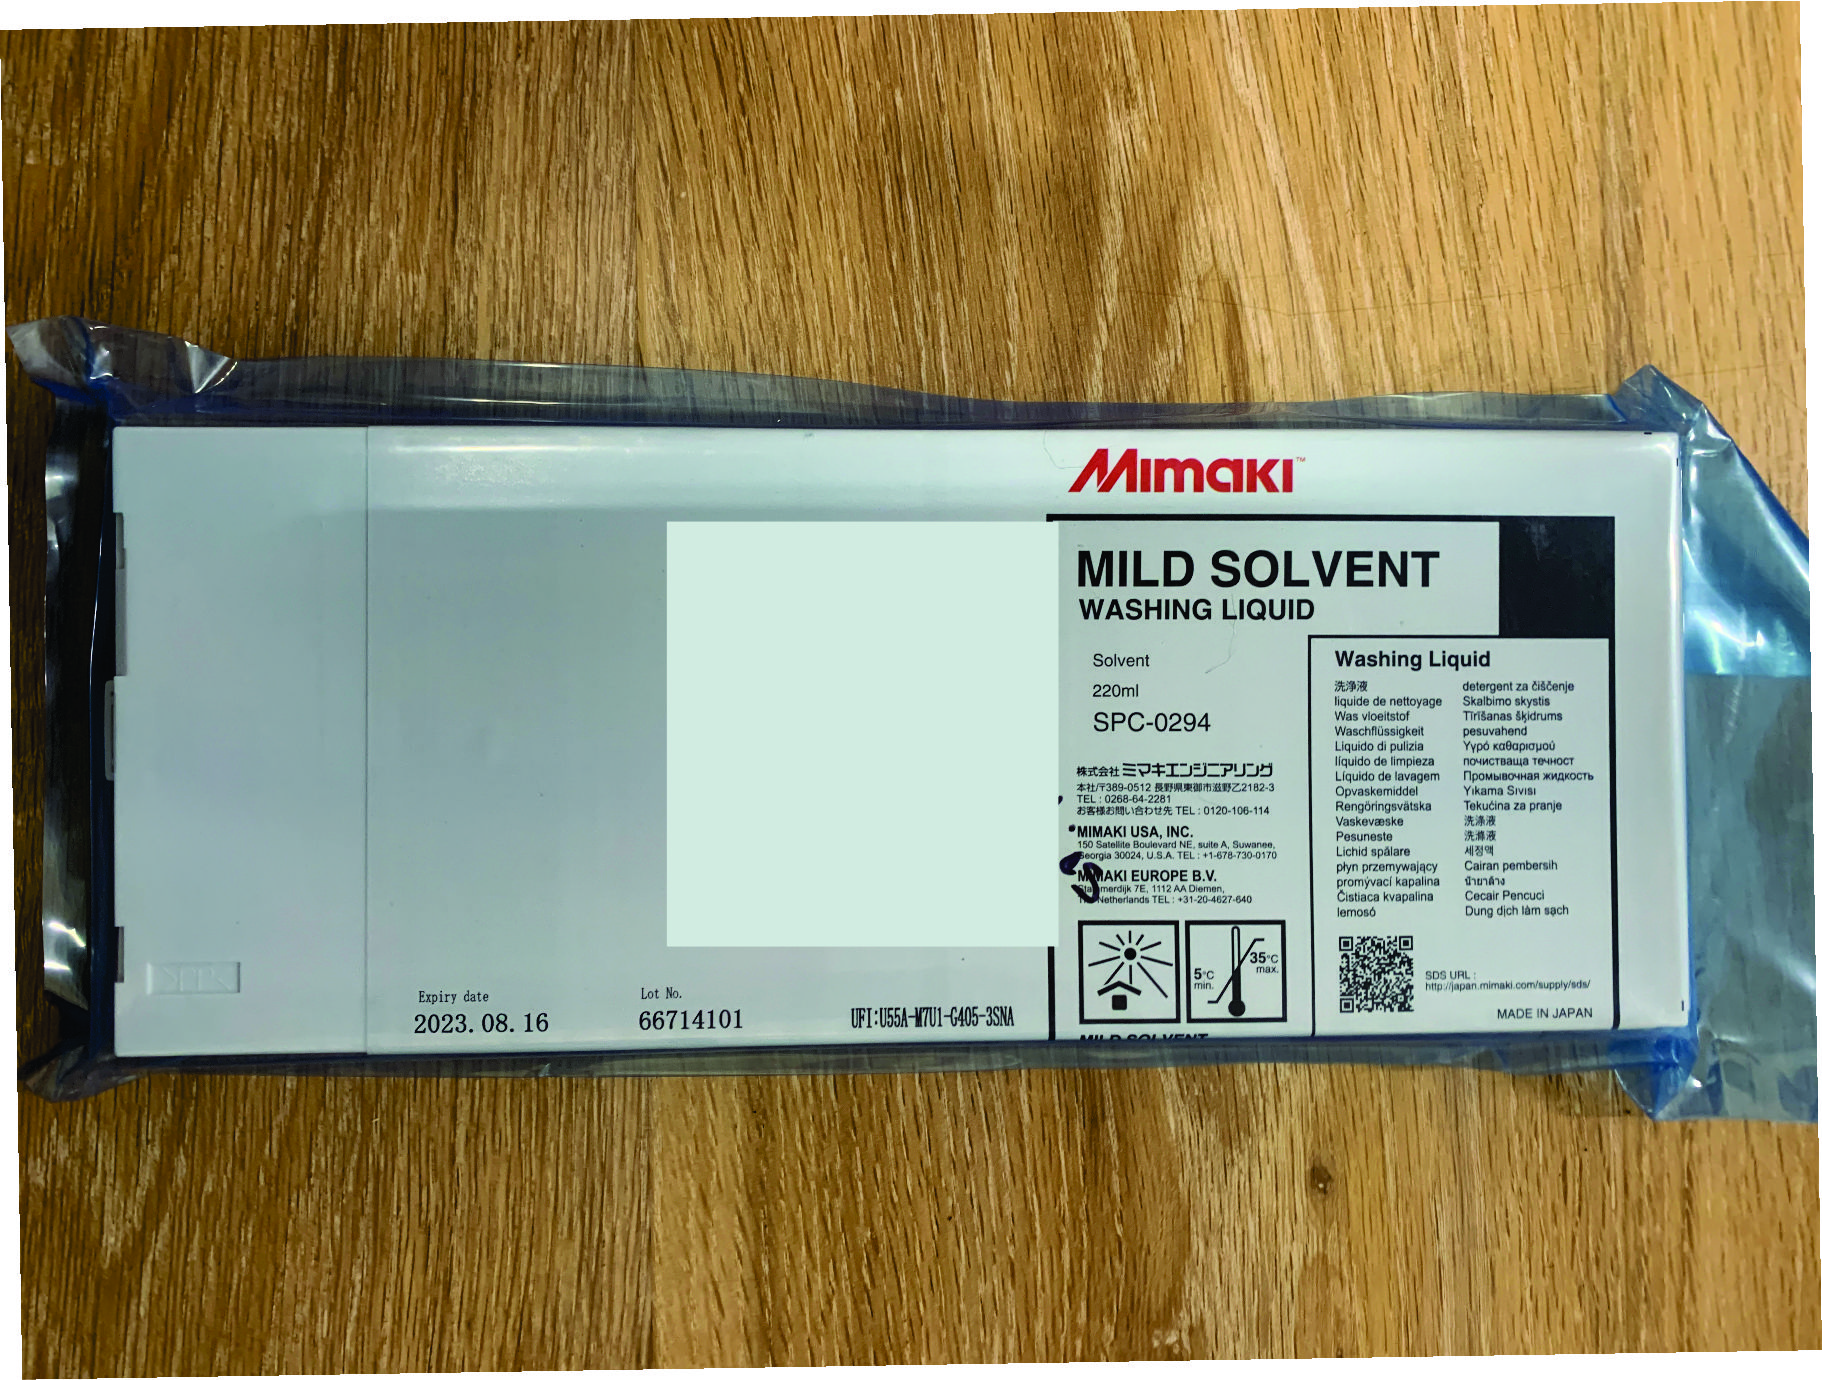 Mimaki™
MILD SOLVENT
WASHING LIQUID
Solvent
220ml
SPC-0294
株式会社 ミマキエンジニアリング
本社/〒389-0512 長野県東御市滋野乙2182-3
TEL : 0268-64-2281
お客様お問い合わせ先 TEL : 0120-106-114
MIMAKI USA, INC.
150 Satellite Boulevard NE, suite A, Suwanee,
Georgia 30024, U.S.A. TEL : +1-678-730-0170
MIMAKI EUROPE B.V.
merdijk 7E, 1112 AA Diemen,
Netherlands TEL : +31-20-4627-640
5°C
min.
35°C
max.
MILD SOLVENT
Washing Liquid
洗浄液
liquide de nettoyage
Was vloeitstof
Waschflüssigkeit
Liquido di pulizia
líquido de limpieza
Líquido de lavagem
Opvaskemiddel
Rengöringsvätska
Vaskevæske
Pesuneste
Lichid spălare
płyn przemywający
promývací kapalina
Čistiaca kvapalina
lemosó
detergent za čiščenje
Skalbimo skystis
Tīrīšanas šķidrums
pesuvahend
Υγρό καθαρισμού
почистваща течност
Промывочная жидкость
Yıkama Sıvısı
Tekućina za pranje
洗涤液
洗滌液
세정액
Cairan pembersih
น้ำยาล้าง
Cecair Pencuci
Dung dịch làm sạch
SDS URL :
http://japan.mimaki.com/supply/sds/
MADE IN JAPAN
Expiry date
2023.08.16
Lot No.
66714101
UFI:U55A-M7U1-G405-3SNA